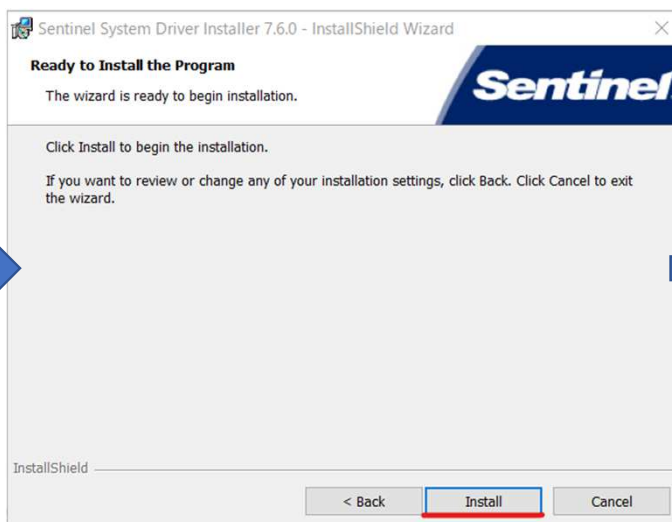 Sentinel System Driver Installer 7.6.0 - InstallShield Wizard
Ready to Install the Program
The wizard is ready to begin installation.
Sentinel
Click Install to begin the installation.
If you want to review or change any of your installation settings, click Back. Click Cancel to exit
the wizard.
InstallShield
< Back Install Cancel